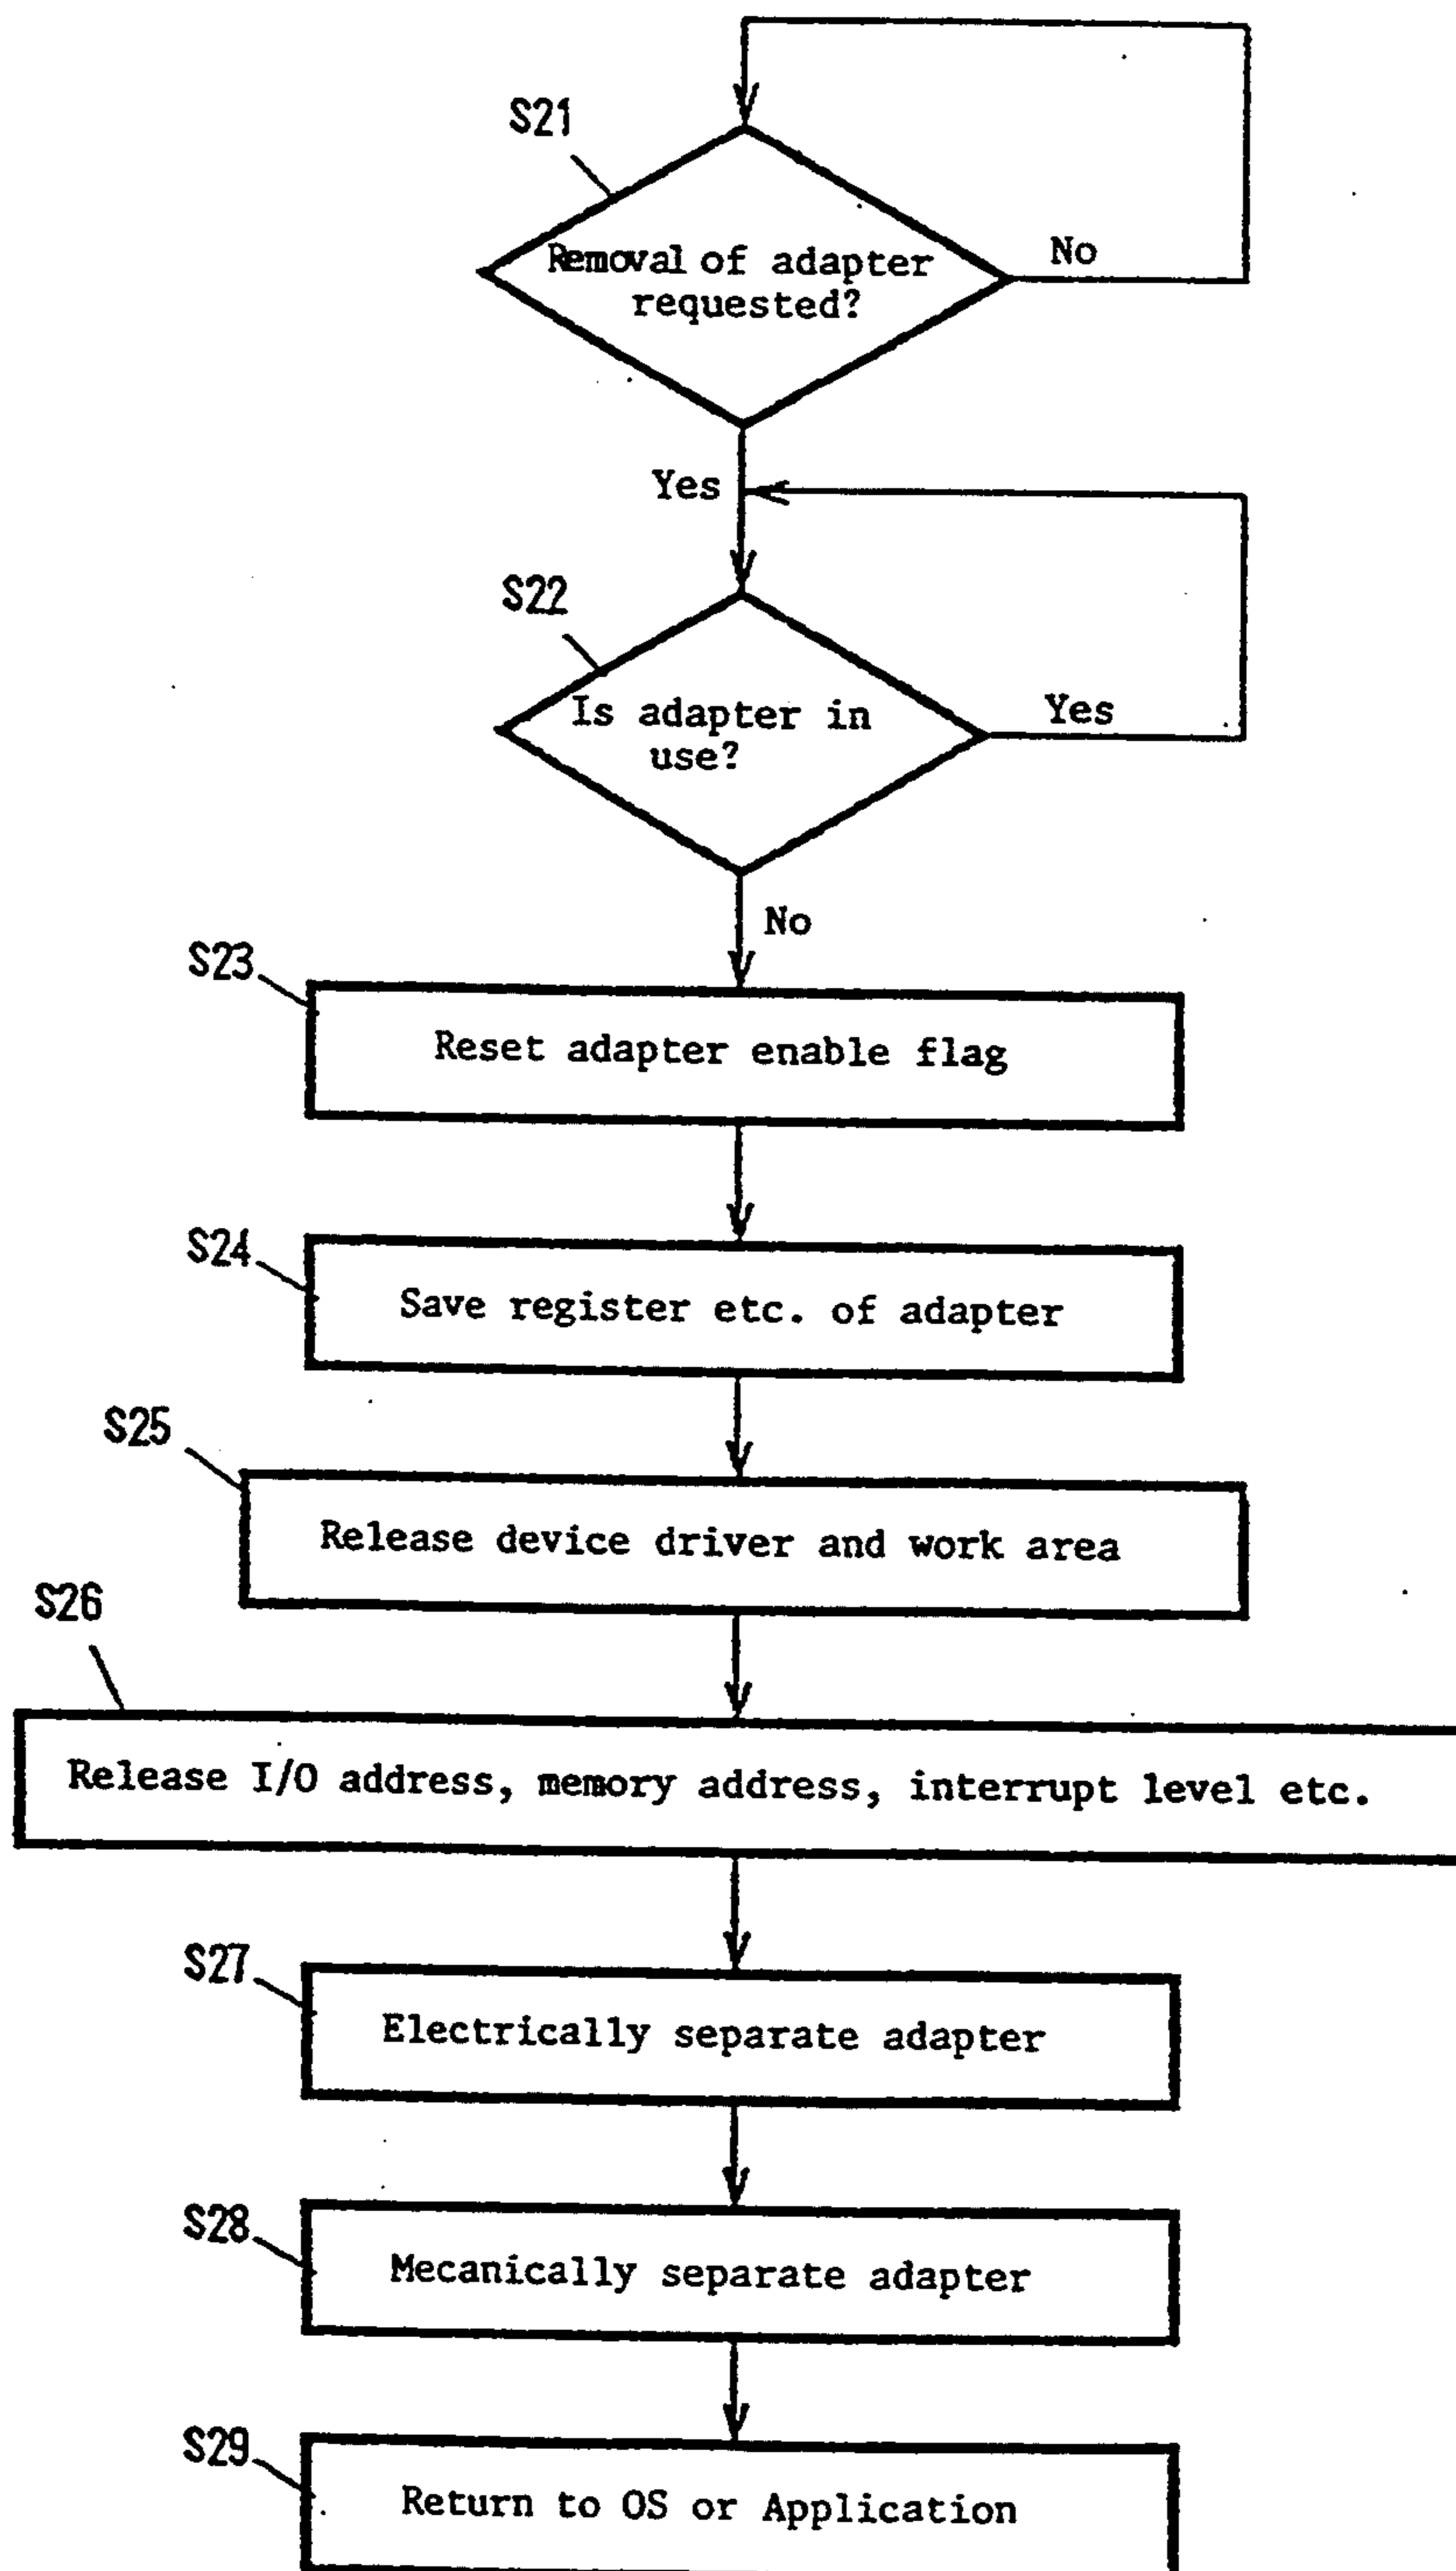 S21
Removal of adapter
requested?
No
Yes
S22
Is adapter in
use?
Yes
No
S23
Reset adapter enable flag
S24
Save register etc. of adapter
S25
Release device driver and work area
S26
Release I/O address, memory address, interrupt level etc.
S27
Electrically separate adapter
S28
Mecanically separate adapter
S29
Return to OS or Application